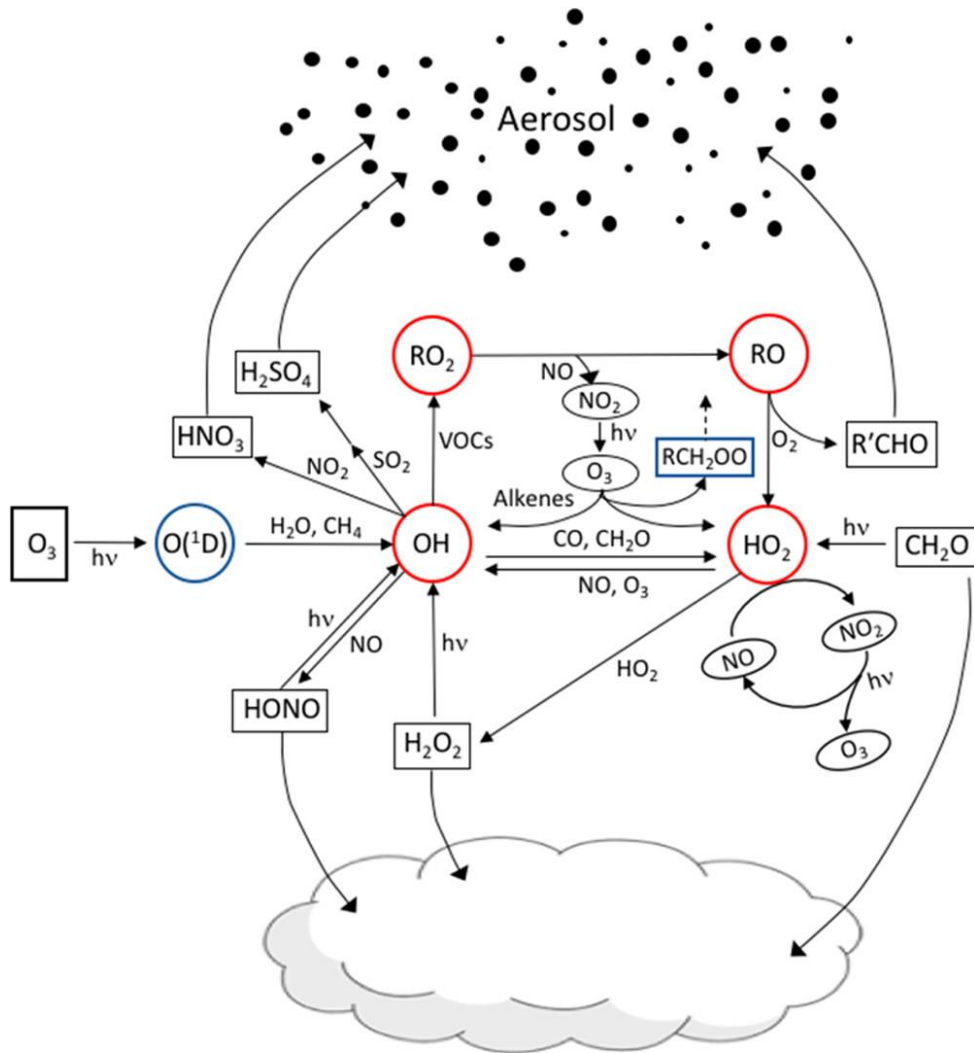 Aerosol
RO₂
RO
NO
NO₂
hν
O₃
H₂SO₄
HNO₃
NO₂
SO₂
VOCs
O₂
R'CHO
RCH₂OO
Alkenes
O₃
hν
O(¹D)
H₂O, CH₄
OH
CO, CH₂O
NO, O₃
HO₂
hν
CH₂O
hν
NO
hν
HO₂
NO
NO₂
hν
O₃
HONO
H₂O₂